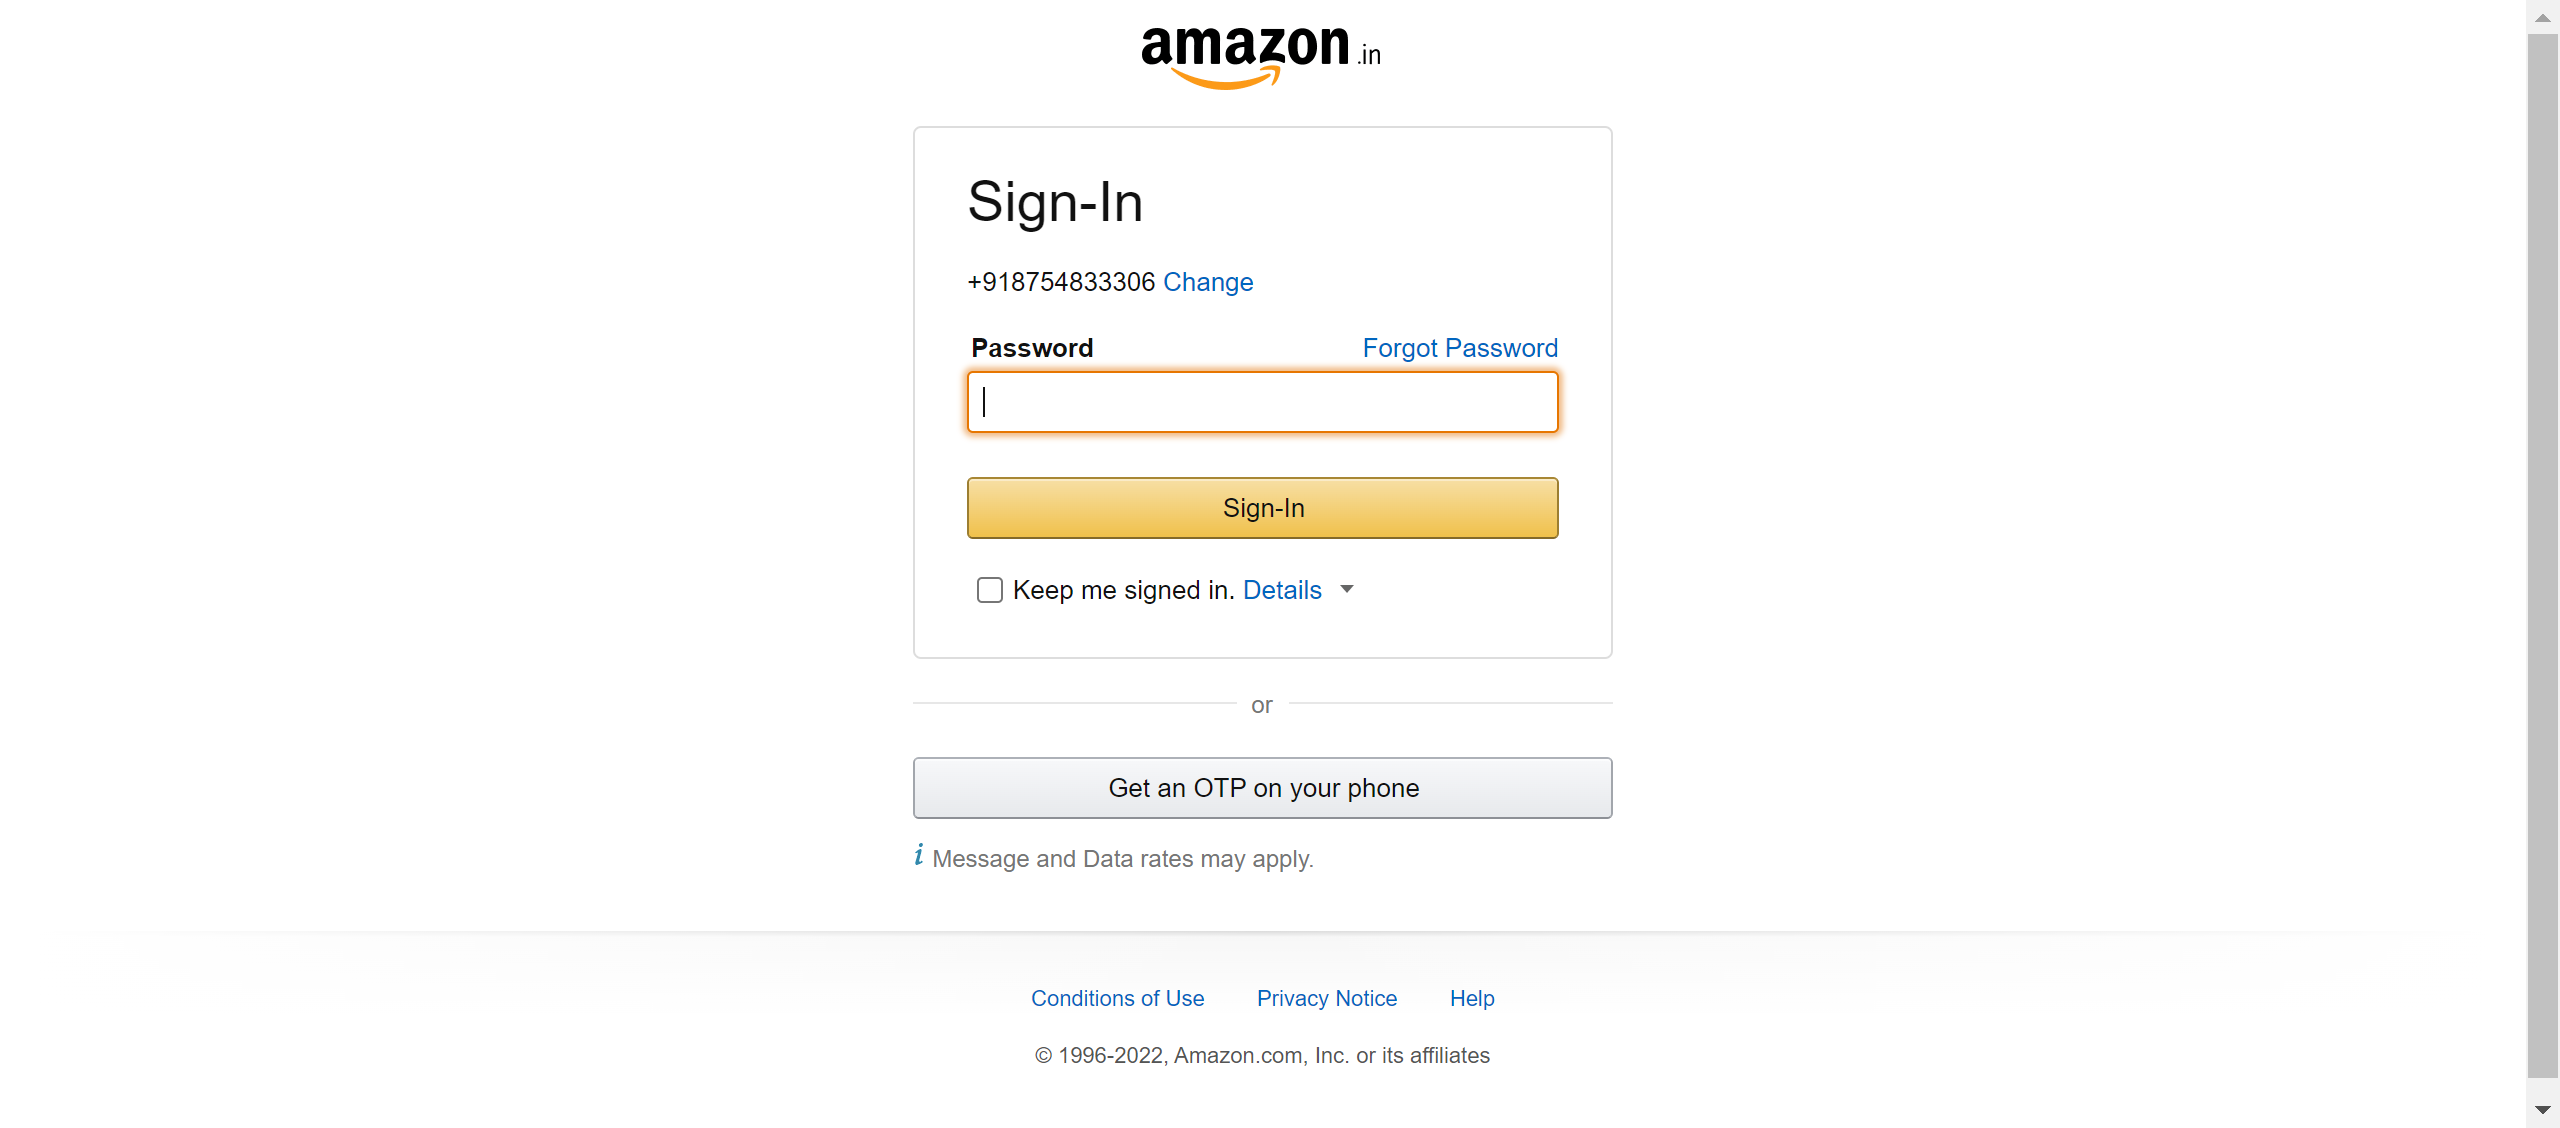 amazon.in
Sign-In
+918754833306 Change
Password Forgot Password
Sign-In
Keep me signed in. Details
or
Get an OTP on your phone
i Message and Data rates may apply.
Conditions of Use Privacy Notice Help
© 1996-2022, Amazon.com, Inc. or its affiliates